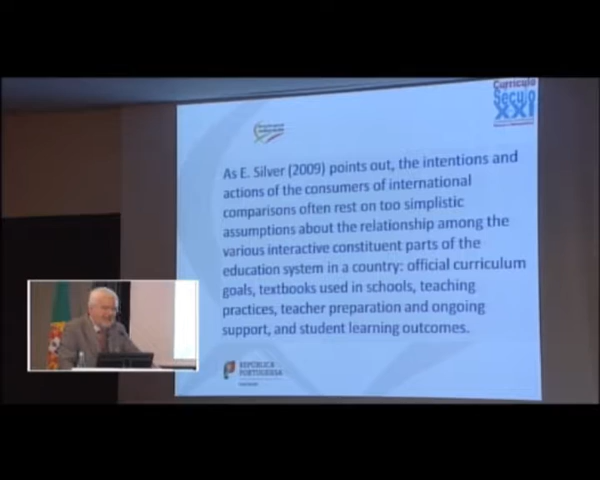 Currículo
Século
XXI
As E. Silver (2009) points out, the intentions and
actions of the consumers of international
comparisons often rest on too simplistic
assumptions about the relationship among the
various interactive constituent parts of the
education system in a country: official curriculum
goals, textbooks used in schools, teaching
practices, teacher preparation and ongoing
support, and student learning outcomes.
REPÚBLICA
PORTUGUESA